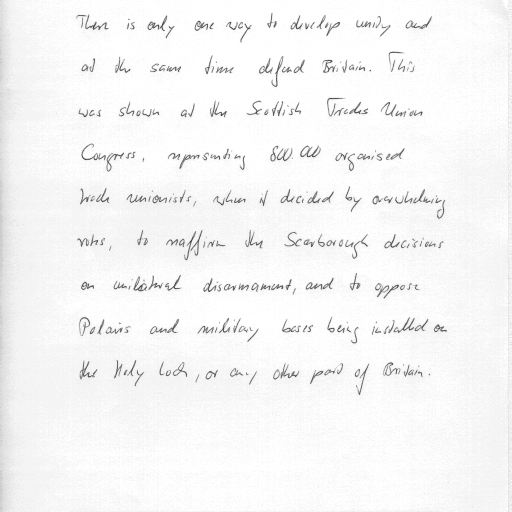 There is only one way to develop unity and
at the same time defend Britain. This
was shown at the Scottish Trades Union
Congress, representing 800.000 organised
trade unionists, when it decided by overwhelming
votes, to reaffirm the Scarborough decisions
on unilateral disarmament, and to oppose
Polaris and military bases being installed on
the Holy Loch, or any other part of Britain.